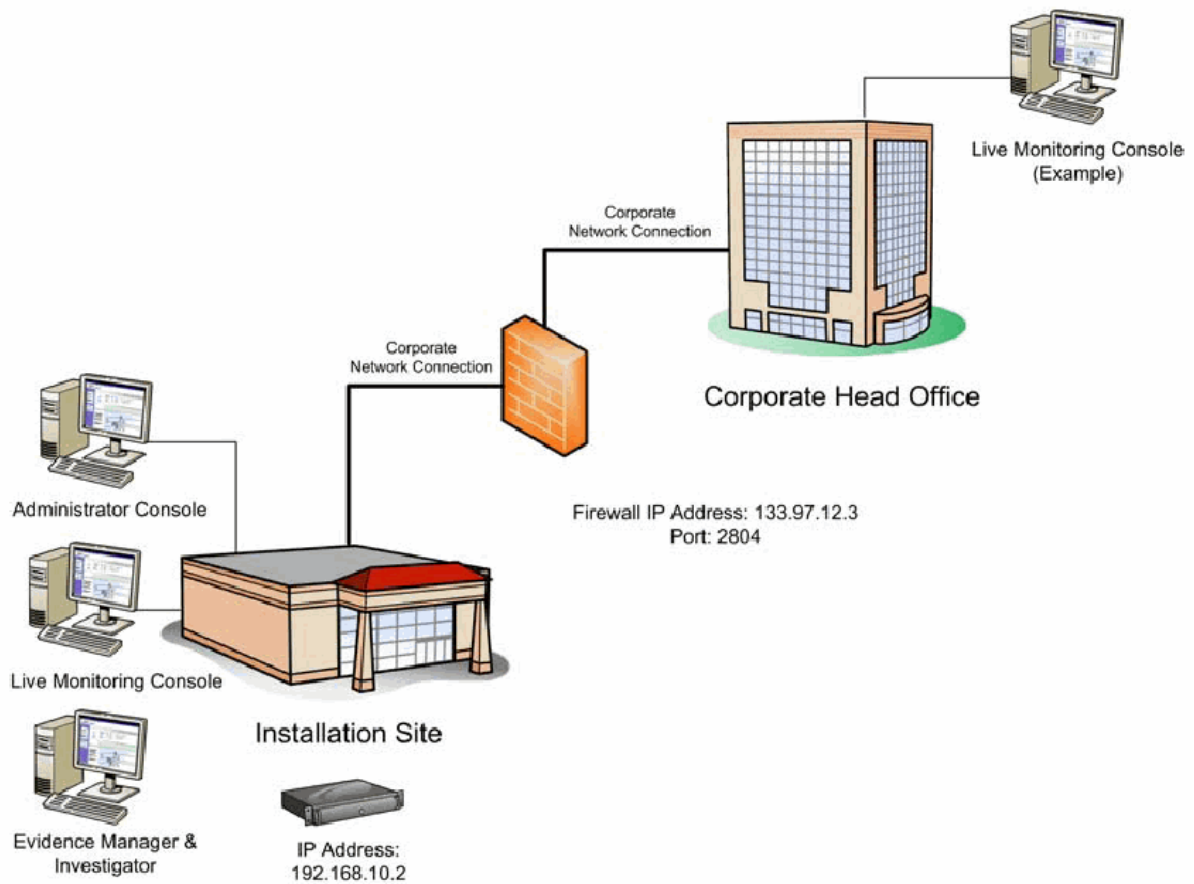 Live Monitoring Console
(Example)
Corporate
Network Connection
Corporate
Network Connection
Corporate Head Office
Administrator Console
Firewall IP Address: 133.97.12.3
Port: 2804
Live Monitoring Console
Installation Site
Evidence Manager &
Investigator
IP Address:
192.168.10.2